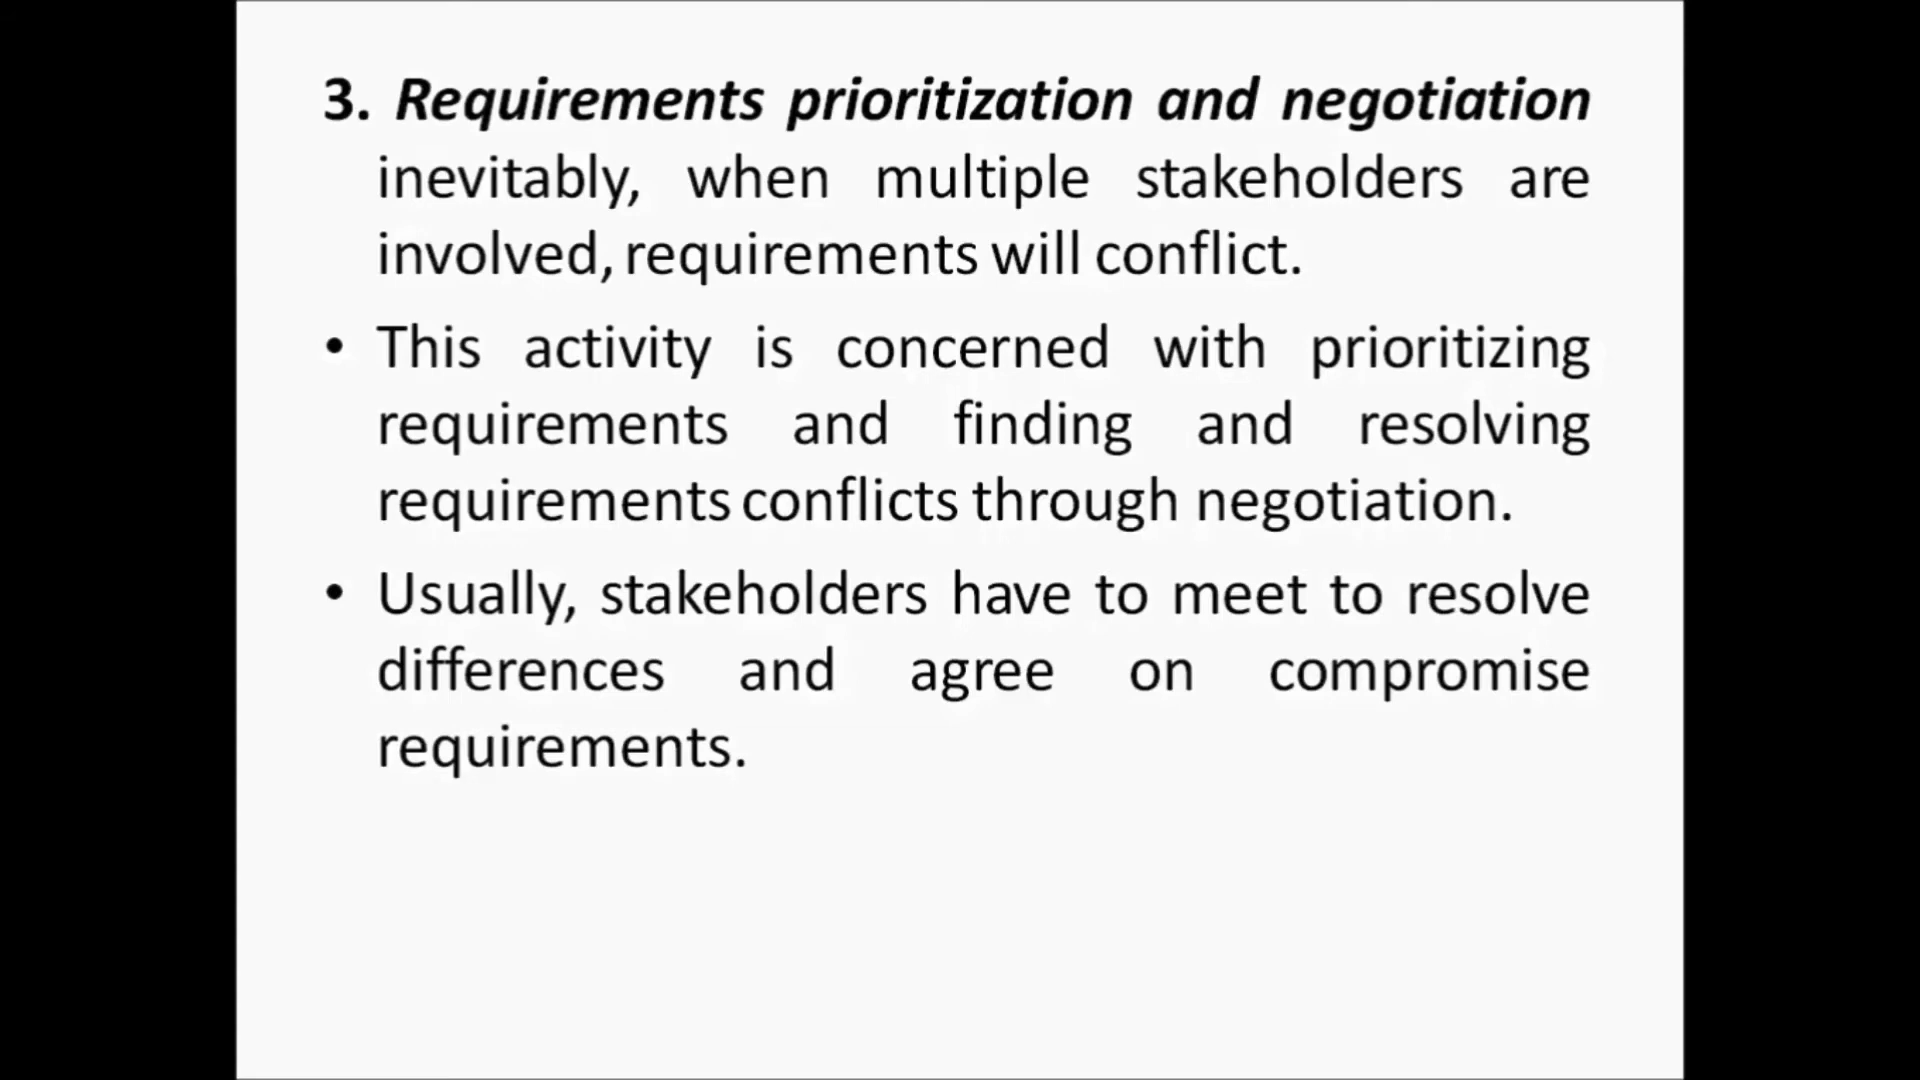 3. Requirements prioritization and negotiation
inevitably, when multiple stakeholders are
involved, requirements will conflict.
• This activity is concerned with prioritizing
requirements and finding and resolving
requirements conflicts through negotiation.
• Usually, stakeholders have to meet to resolve
differences and agree on compromise
requirements.